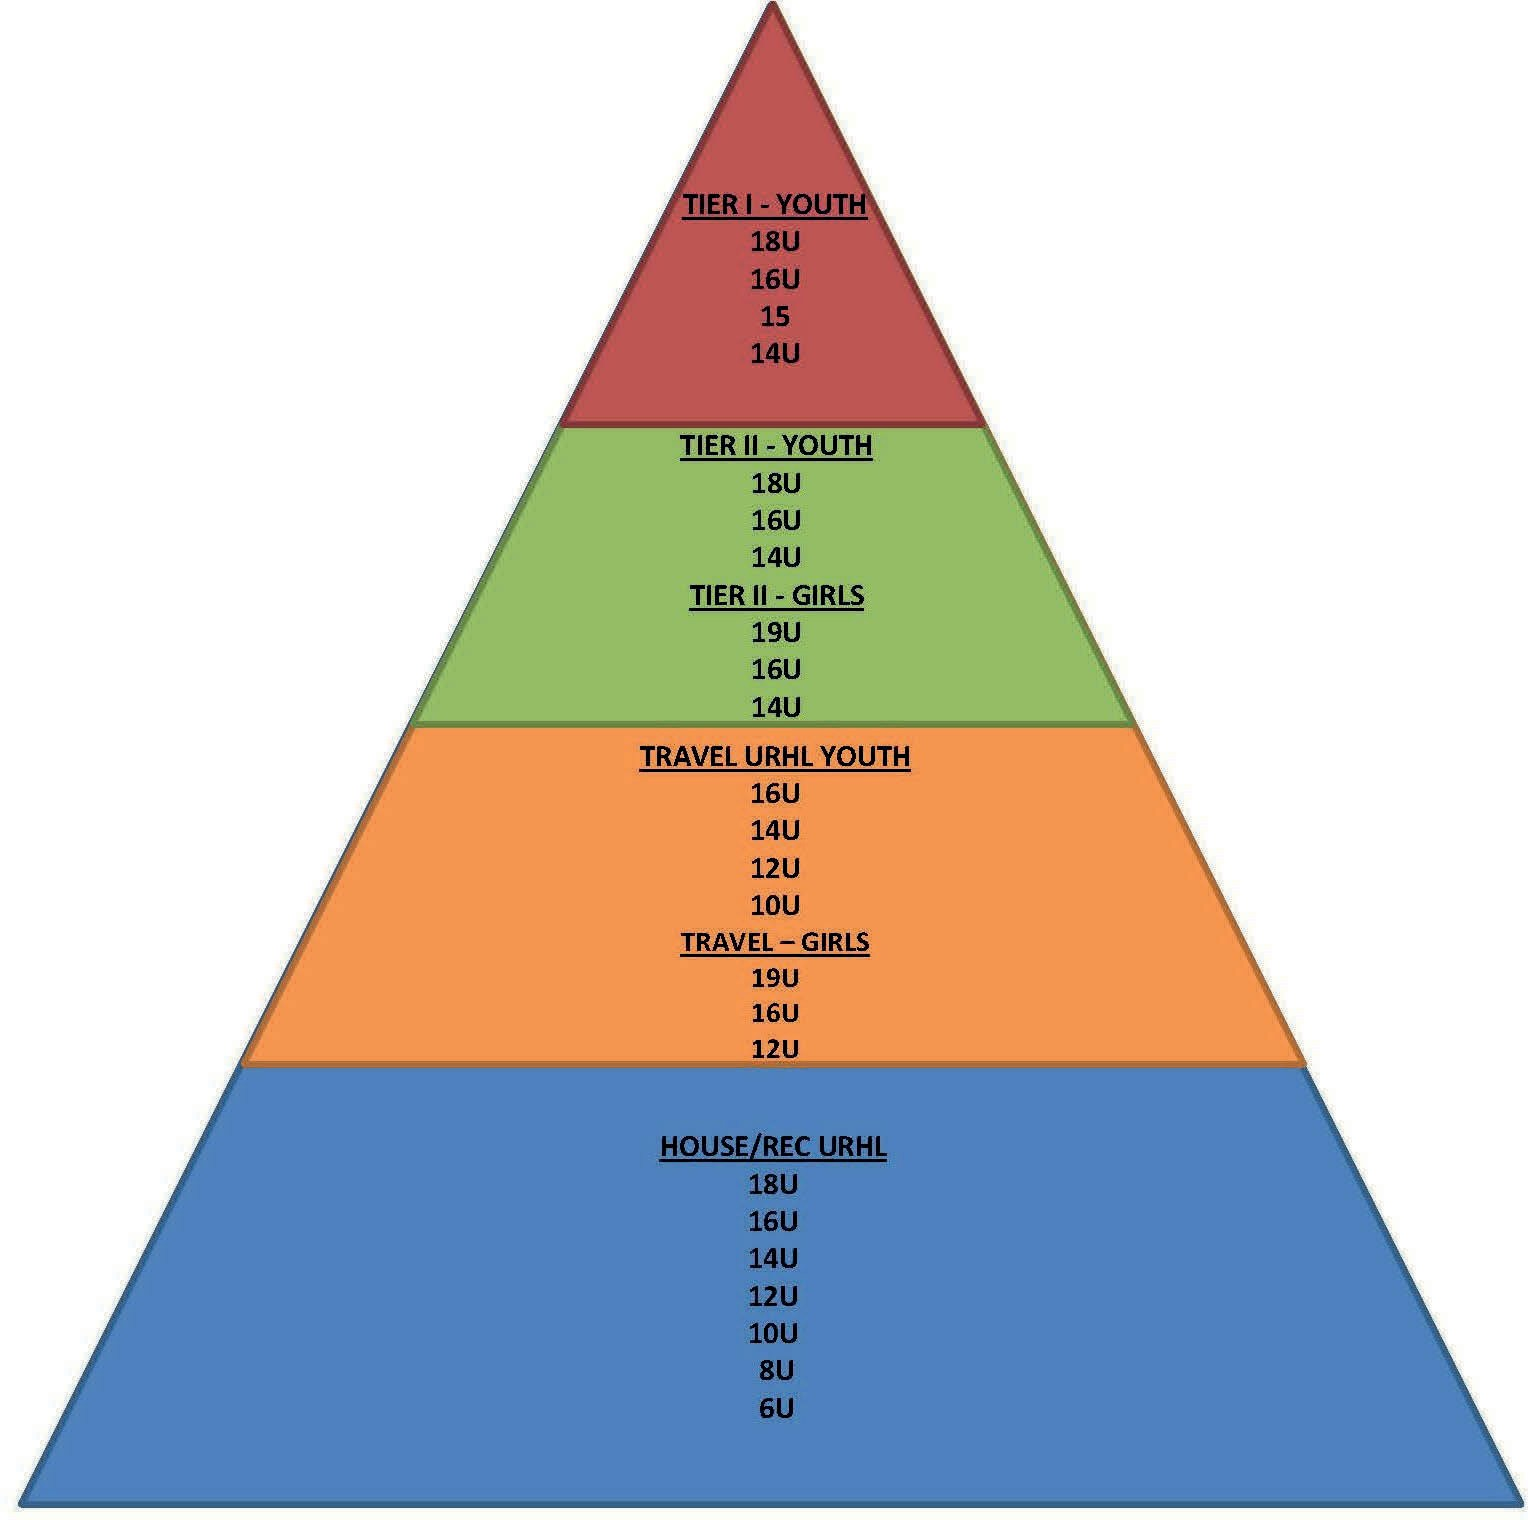 TIER I - YOUTH
18U
16U
15
14U
TIER II - YOUTH
18U
16U
14U
TIER II - GIRLS
19U
16U
14U
TRAVEL URHL YOUTH
16U
14U
12U
10U
TRAVEL – GIRLS
19U
16U
12U
HOUSE/REC URHL
18U
16U
14U
12U
10U
8U
6U